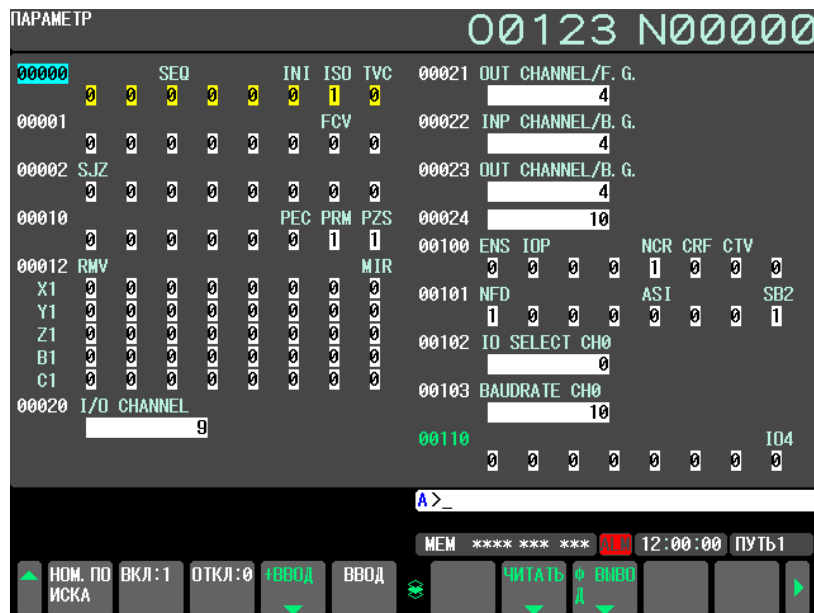 ПАРАМЕТР
O0123 N00000
00000 SEQ INI ISO TVC
0 0 0 0 0 0 1 0
00001 FCV
0 0 0 0 0 0 0 0
00002 SJZ
0 0 0 0 0 0 0 0
00010 PEC PRM PZS
0 0 0 0 0 0 1 1
00012 RMV MIR
X1 0 0 0 0 0 0 0 0
Y1 0 0 0 0 0 0 0 0
Z1 0 0 0 0 0 0 0 0
B1 0 0 0 0 0 0 0 0
C1 0 0 0 0 0 0 0 0
00020 I/O CHANNEL
9
00021 OUT CHANNEL/F.G.
4
00022 INP CHANNEL/B.G.
4
00023 OUT CHANNEL/B.G.
4
00024 10
00100 ENS IOP NCR CRF CTV
0 0 0 0 1 0 0 0
00101 NFD ASI SB2
1 0 0 0 0 0 0 1
00102 IO SELECT CH0
0
00103 BAUDRATE CH0
10
00110 IO4
0 0 0 0 0 0 0 0
A>_
MEM **** *** *** ALM 12:00:00 ПУТЬ1
НОМ. ПО
ИСКА
ВКЛ:1
ОТКЛ:0
+ВВОД
ВВОД
ЧИТАТЬ
Ф ВЫВО
Д